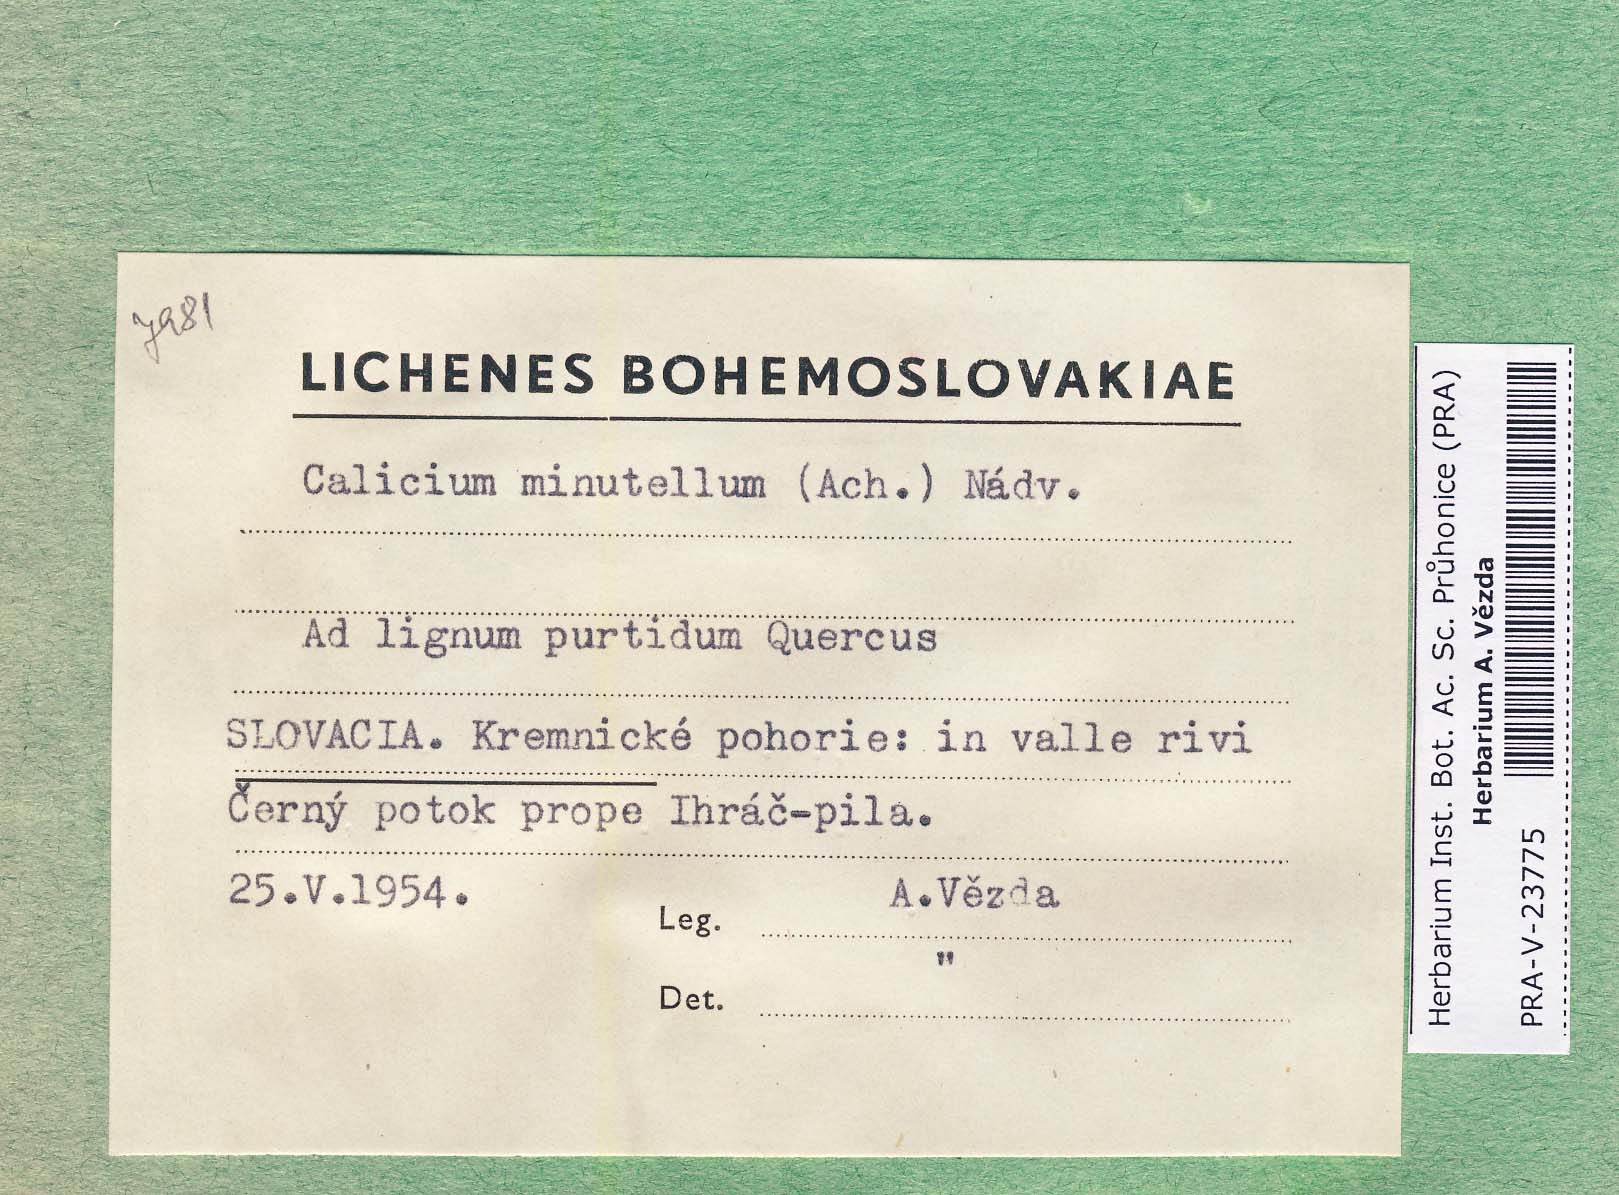 7981
LICHENES BOHEMOSLOVAKIAE
Calicium minutellum (Ach.) Nádv.
Ad lignum purtidum Quercus
SLOVACIA. Kremnické pohorie: in valle rivi
Černý potok prope Ihráč-pila.
25.V.1954.
Leg. A.Vězda
Det. "
Herbarium Inst. Bot. Ac. Sc. Průhonice (PRA)
Herbarium A. Vězda
PRA-V-23775